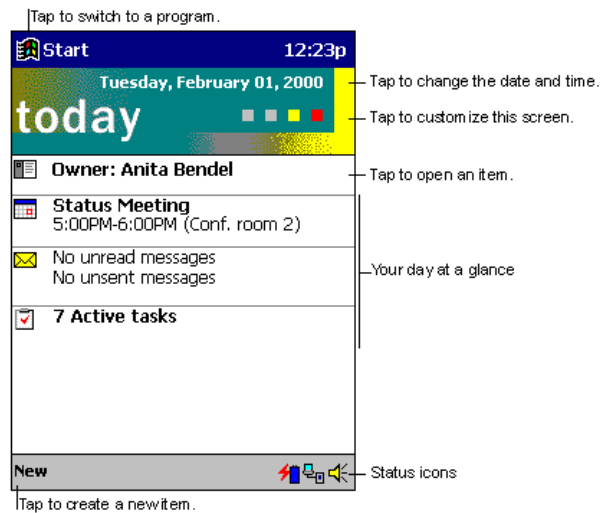 Tap to switch to a program.
Start 12:23p
Tuesday, February 01, 2000
Tap to change the date and time.
today
Tap to customize this screen.
Owner: Anita Bendel
Tap to open an item.
Status Meeting
5:00PM-6:00PM (Conf. room 2)
No unread messages
No unsent messages
Your day at a glance
7 Active tasks
New
Status icons
Tap to create a new item.